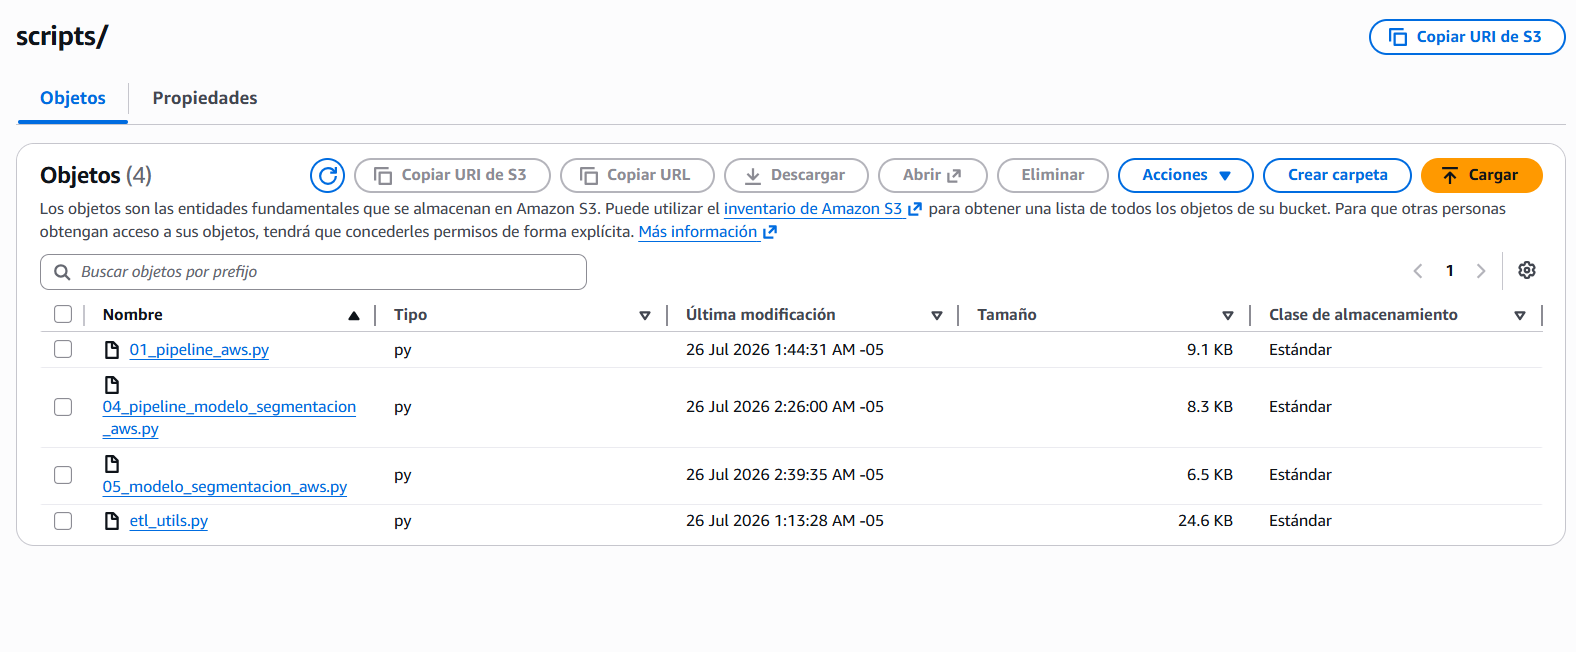 scripts/
Copiar URI de S3
Objetos
Propiedades
Objetos (4)
Copiar URI de S3
Copiar URL
Descargar
Abrir
Eliminar
Acciones
Crear carpeta
Cargar
Los objetos son las entidades fundamentales que se almacenan en Amazon S3. Puede utilizar el inventario de Amazon S3 para obtener una lista de todos los objetos de su bucket. Para que otras personas
obtengan acceso a sus objetos, tendrá que concederles permisos de forma explícita. Más información
Buscar objetos por prefijo
1
Nombre Tipo Última modificación Tamaño Clase de almacenamiento
01_pipeline_aws.py py 26 Jul 2026 1:44:31 AM -05 9.1 KB Estándar
04_pipeline_modelo_segmentacion
_aws.py py 26 Jul 2026 2:26:00 AM -05 8.3 KB Estándar
05_modelo_segmentacion_aws.py py 26 Jul 2026 2:39:35 AM -05 6.5 KB Estándar
etl_utils.py py 26 Jul 2026 1:13:28 AM -05 24.6 KB Estándar